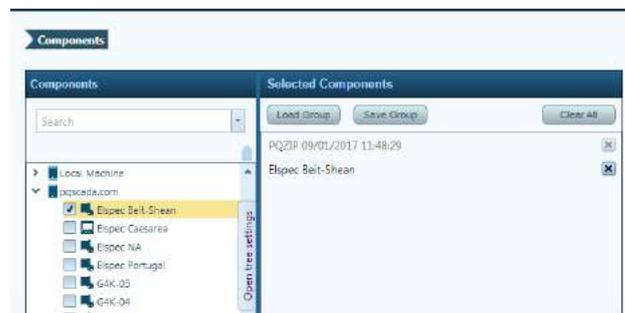 Components
Components
Search
Local Machine
pqscada.com
Elspec Beit-Shean
Elspec Caesarea
Elspec NA
Elspec Portugal
G4K-03
G4K-04
Open tree settings
Selected Components
Load Group Save Group Clear All
PQZIP 09/01/2017 11:48:29
Elspec Beit-Shean